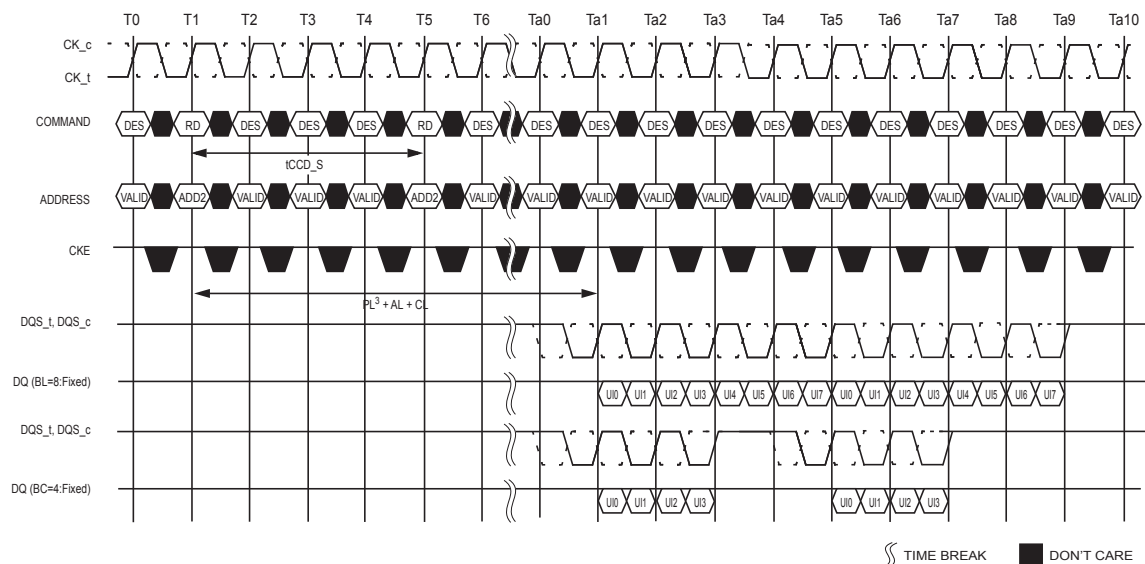 T0 T1 T2 T3 T4 T5 T6 Ta0 Ta1 Ta2 Ta3 Ta4 Ta5 Ta6 Ta7 Ta8 Ta9 Ta10
CK_c
CK_t
COMMAND DES RD DES DES DES RD DES DES DES DES DES DES DES DES DES DES DES DES
tCCD_S
ADDRESS VALID ADD2 VALID VALID VALID ADD2 VALID VALID VALID VALID VALID VALID VALID VALID VALID VALID VALID VALID
CKE
PL³ + AL + CL
DQS_t, DQS_c
DQ (BL=8:Fixed) UI0 UI1 UI2 UI3 UI4 UI5 UI6 UI7 UI0 UI1 UI2 UI3 UI4 UI5 UI6 UI7
DQS_t, DQS_c
DQ (BC=4:Fixed) UI0 UI1 UI2 UI3 UI0 UI1 UI2 UI3
TIME BREAK DON'T CARE